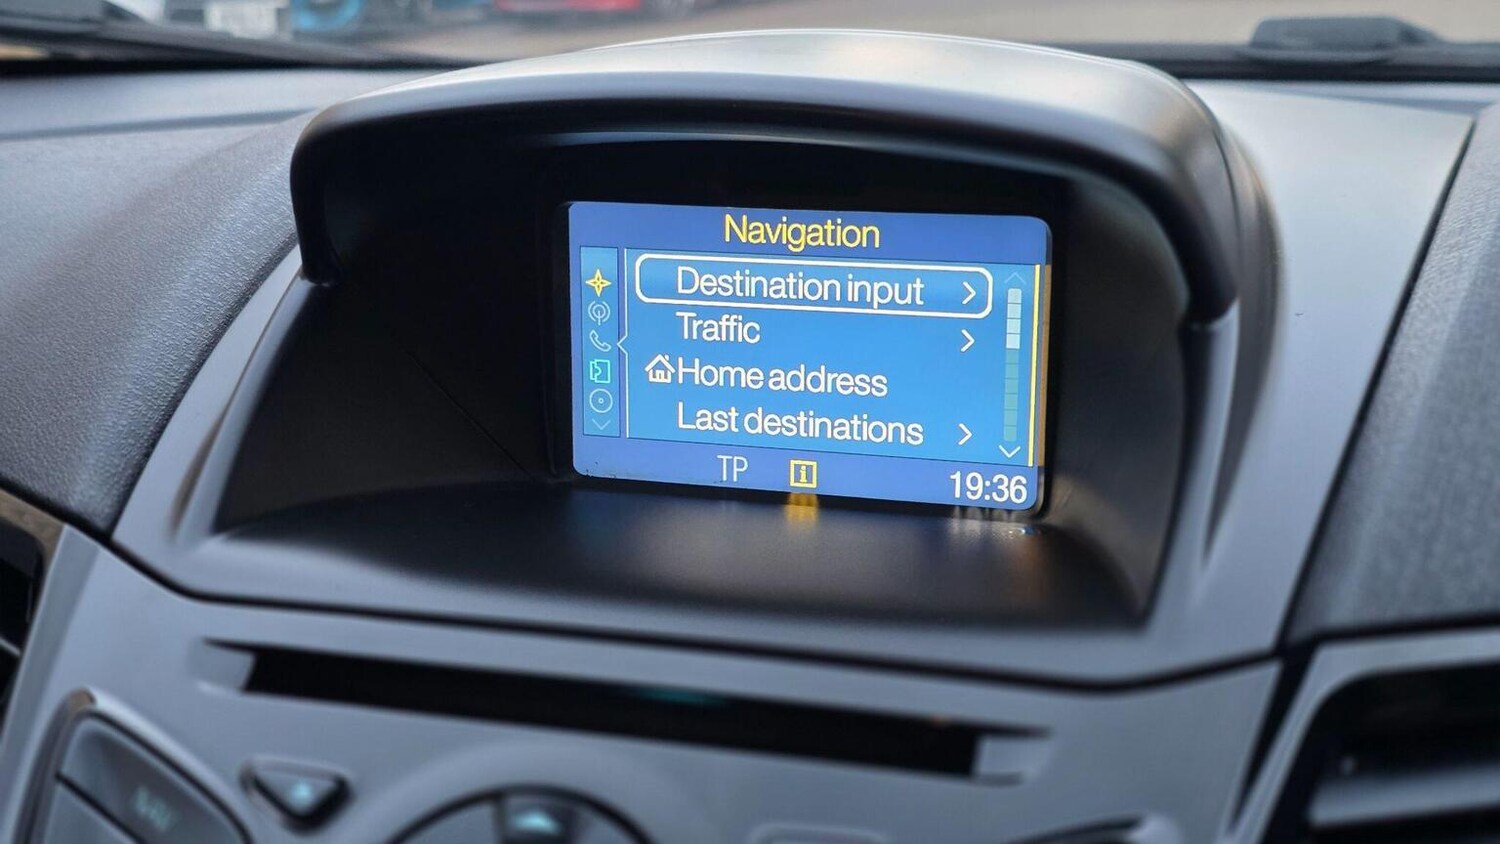 Navigation
Destination input
Traffic
Home address
Last destinations
TP
i
19:36